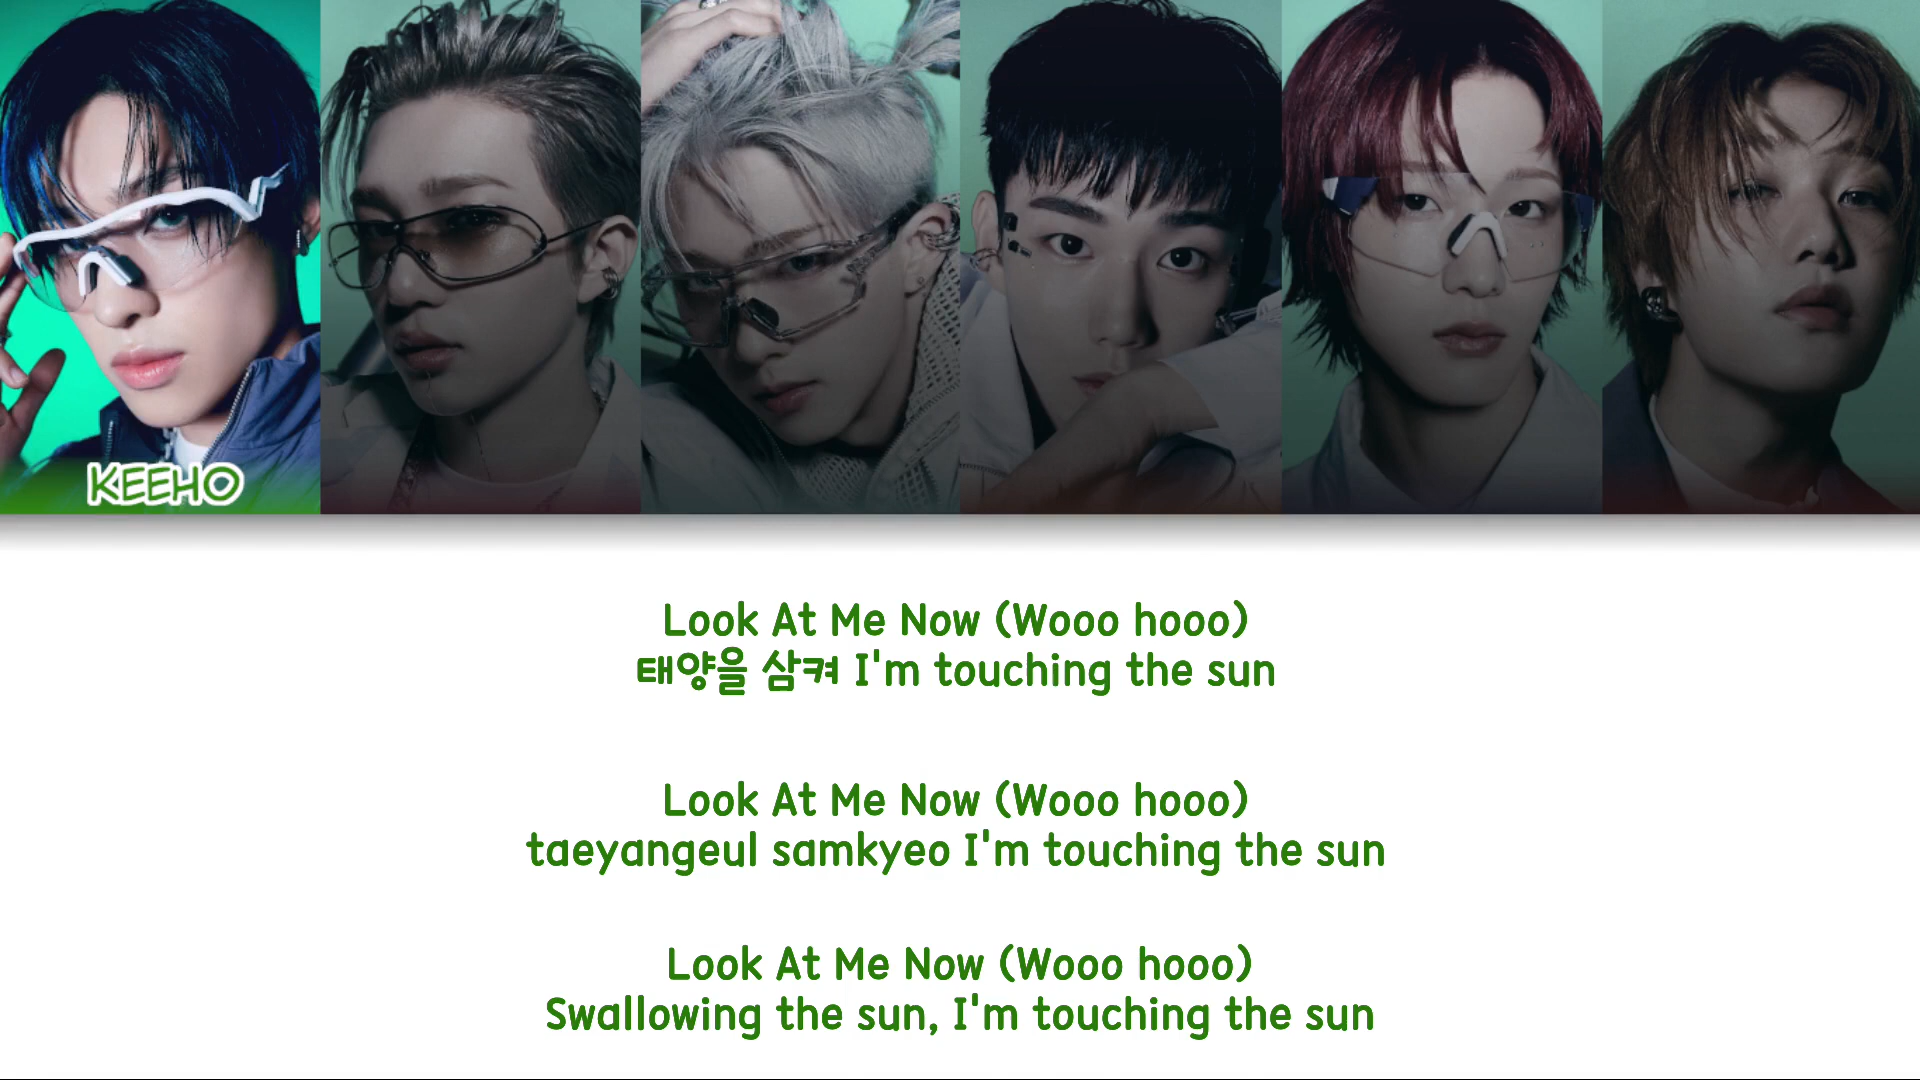 KEEHO
Look At Me Now (Wooo hooo)
태양을 삼켜 I'm touching the sun
Look At Me Now (Wooo hooo)
taeyangeul samkyeo I'm touching the sun
Look At Me Now (Wooo hooo)
Swallowing the sun, I'm touching the sun